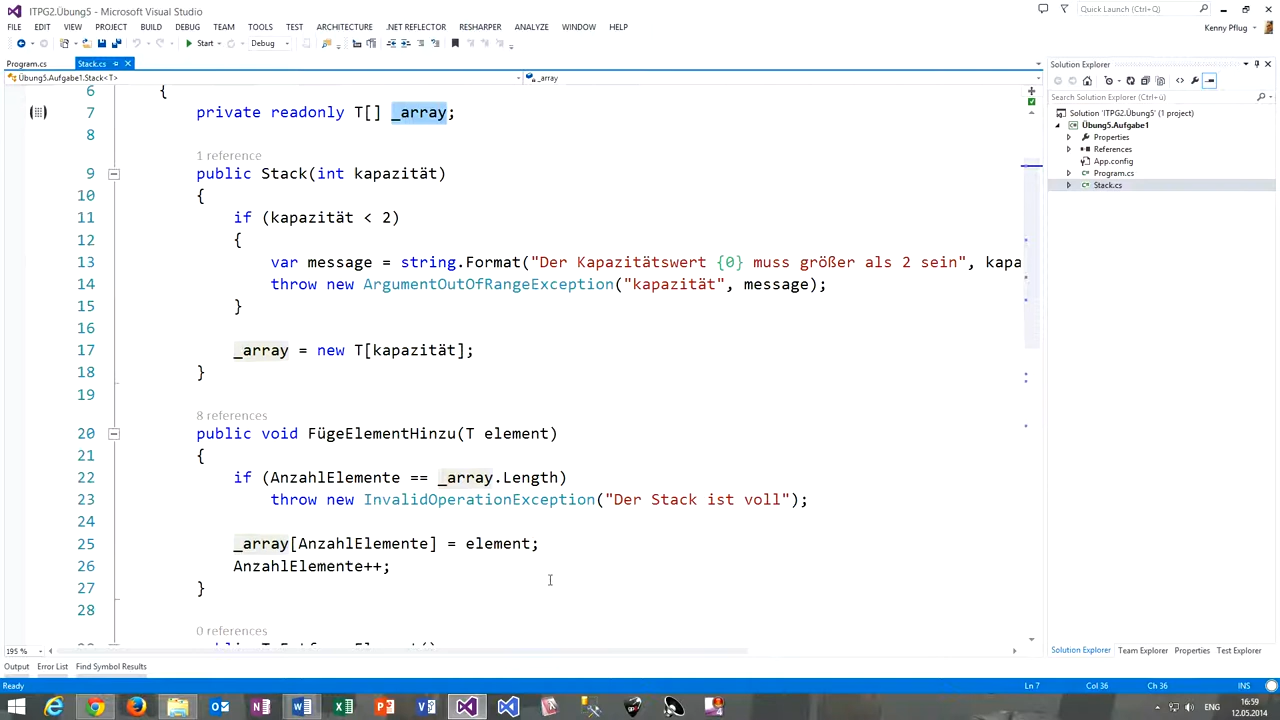 ITPG2.Übung5 - Microsoft Visual Studio
Quick Launch (Ctrl+Q)
FILE EDIT VIEW PROJECT BUILD DEBUG TEAM TOOLS TEST ARCHITECTURE .NET REFLECTOR RESHARPER ANALYZE WINDOW HELP
Kenny Pflug
Start Debug
Program.cs Stack.cs
Übung5.Aufgabe1.Stack<T> _array
6 {
7 private readonly T[] _array;
8
1 reference
9 public Stack(int kapazität)
10 {
11 if (kapazität < 2)
12 {
13 var message = string.Format("Der Kapazitätswert {0} muss größer als 2 sein", kapa
14 throw new ArgumentOutOfRangeException("kapazität", message);
15 }
16
17 _array = new T[kapazität];
18 }
19
8 references
20 public void FügeElementHinzu(T element)
21 {
22 if (AnzahlElemente == _array.Length)
23 throw new InvalidOperationException("Der Stack ist voll");
24
25 _array[AnzahlElemente] = element;
26 AnzahlElemente++;
27 }
28
0 references
195 %
Solution Explorer
Search Solution Explorer (Ctrl+ü)
Solution 'ITPG2.Übung5' (1 project)
Übung5.Aufgabe1
Properties
References
App.config
Program.cs
Stack.cs
Solution Explorer Team Explorer Properties Test Explorer
Output Error List Find Symbol Results
Ready Ln 7 Col 36 Ch 36 INS
16:59
12.05.2014